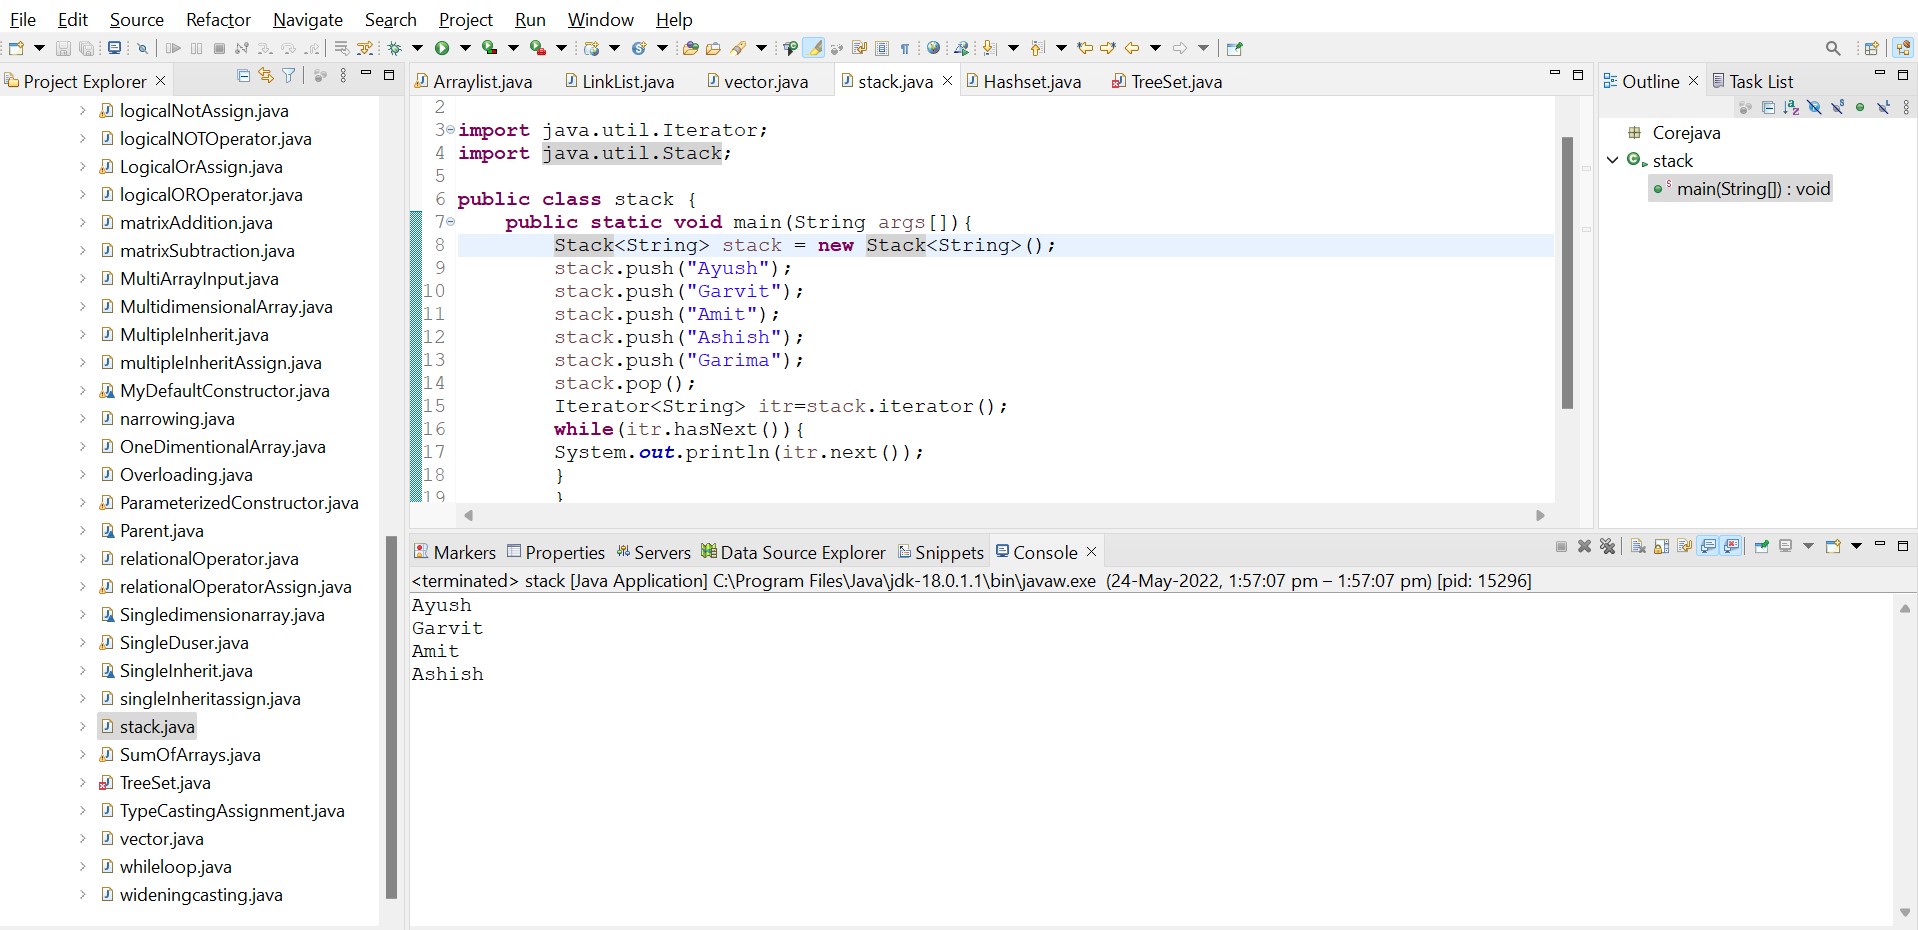 File Edit Source Refactor Navigate Search Project Run Window Help
Project Explorer
logicalNotAssign.java
logicalNOTOperator.java
LogicalOrAssign.java
logicalOROperator.java
matrixAddition.java
matrixSubtraction.java
MultiArrayInput.java
MultidimensionalArray.java
MultipleInherit.java
multipleInheritAssign.java
MyDefaultConstructor.java
narrowing.java
OneDimentionalArray.java
Overloading.java
ParameterizedConstructor.java
Parent.java
relationalOperator.java
relationalOperatorAssign.java
Singledimensionarray.java
SingleDuser.java
SingleInherit.java
singleInheritassign.java
stack.java
SumOfArrays.java
TreeSet.java
TypeCastingAssignment.java
vector.java
whileloop.java
wideningcasting.java
Arraylist.java LinkList.java vector.java stack.java Hashset.java TreeSet.java
2
3 import java.util.Iterator;
4 import java.util.Stack;
5
6 public class stack {
7 public static void main(String args[]){
8 Stack<String> stack = new Stack<String>();
9 stack.push("Ayush");
10 stack.push("Garvit");
11 stack.push("Amit");
12 stack.push("Ashish");
13 stack.push("Garima");
14 stack.pop();
15 Iterator<String> itr=stack.iterator();
16 while(itr.hasNext()){
17 System.out.println(itr.next());
18 }
19 }
Outline Task List
Corejava
stack
main(String[]) : void
Markers Properties Servers Data Source Explorer Snippets Console
<terminated> stack [Java Application] C:\Program Files\Java\jdk-18.0.1.1\bin\javaw.exe (24-May-2022, 1:57:07 pm – 1:57:07 pm) [pid: 15296]
Ayush
Garvit
Amit
Ashish